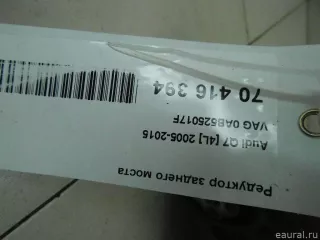 Редуктор заднего моста
Audi Q7 [4L] 2005-2015
VAG 0AB525017F
70 416 394
eaural.ru